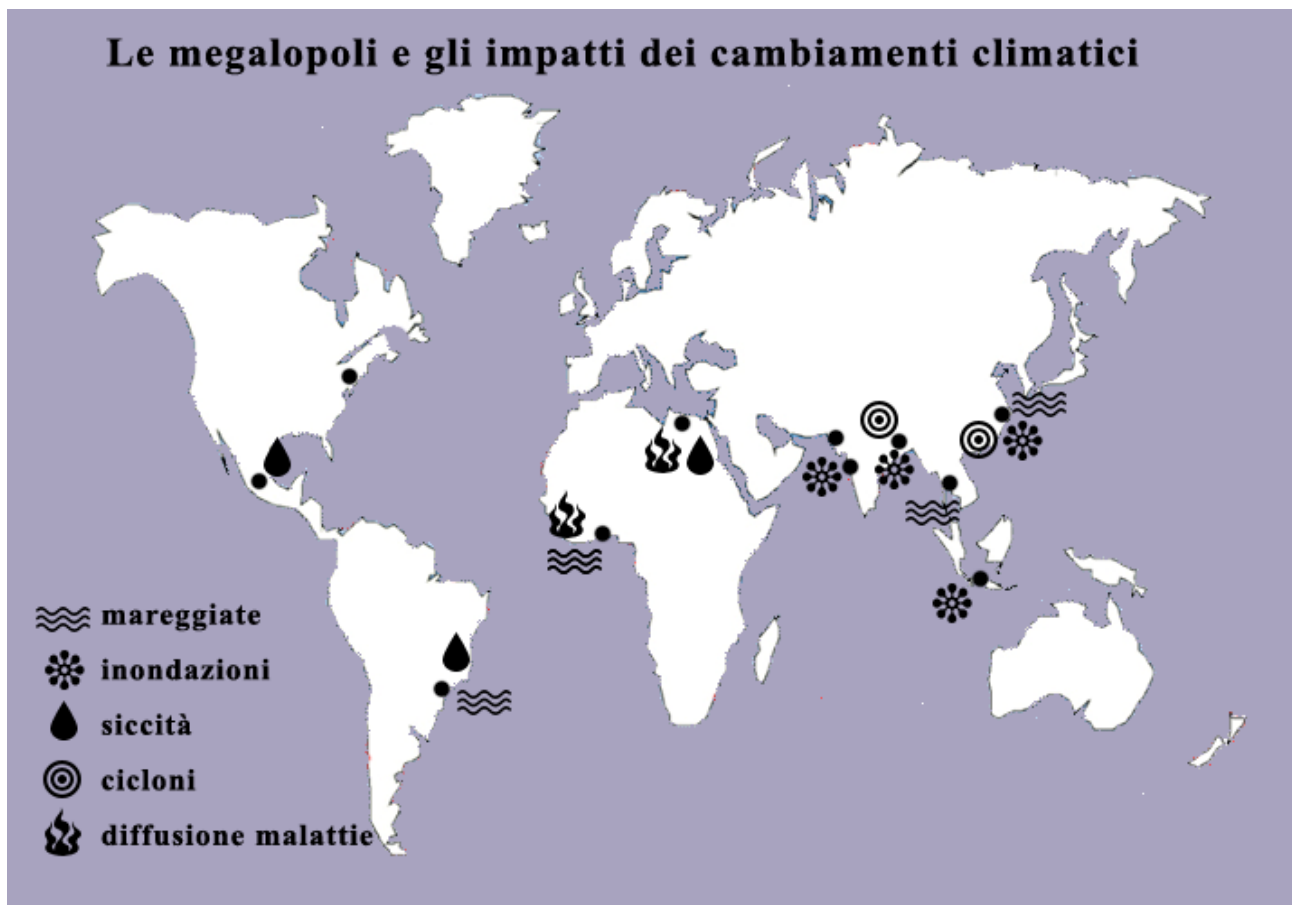 Le megalopoli e gli impatti dei cambiamenti climatici
mareggiate
inondazioni
siccità
cicloni
diffusione malattie